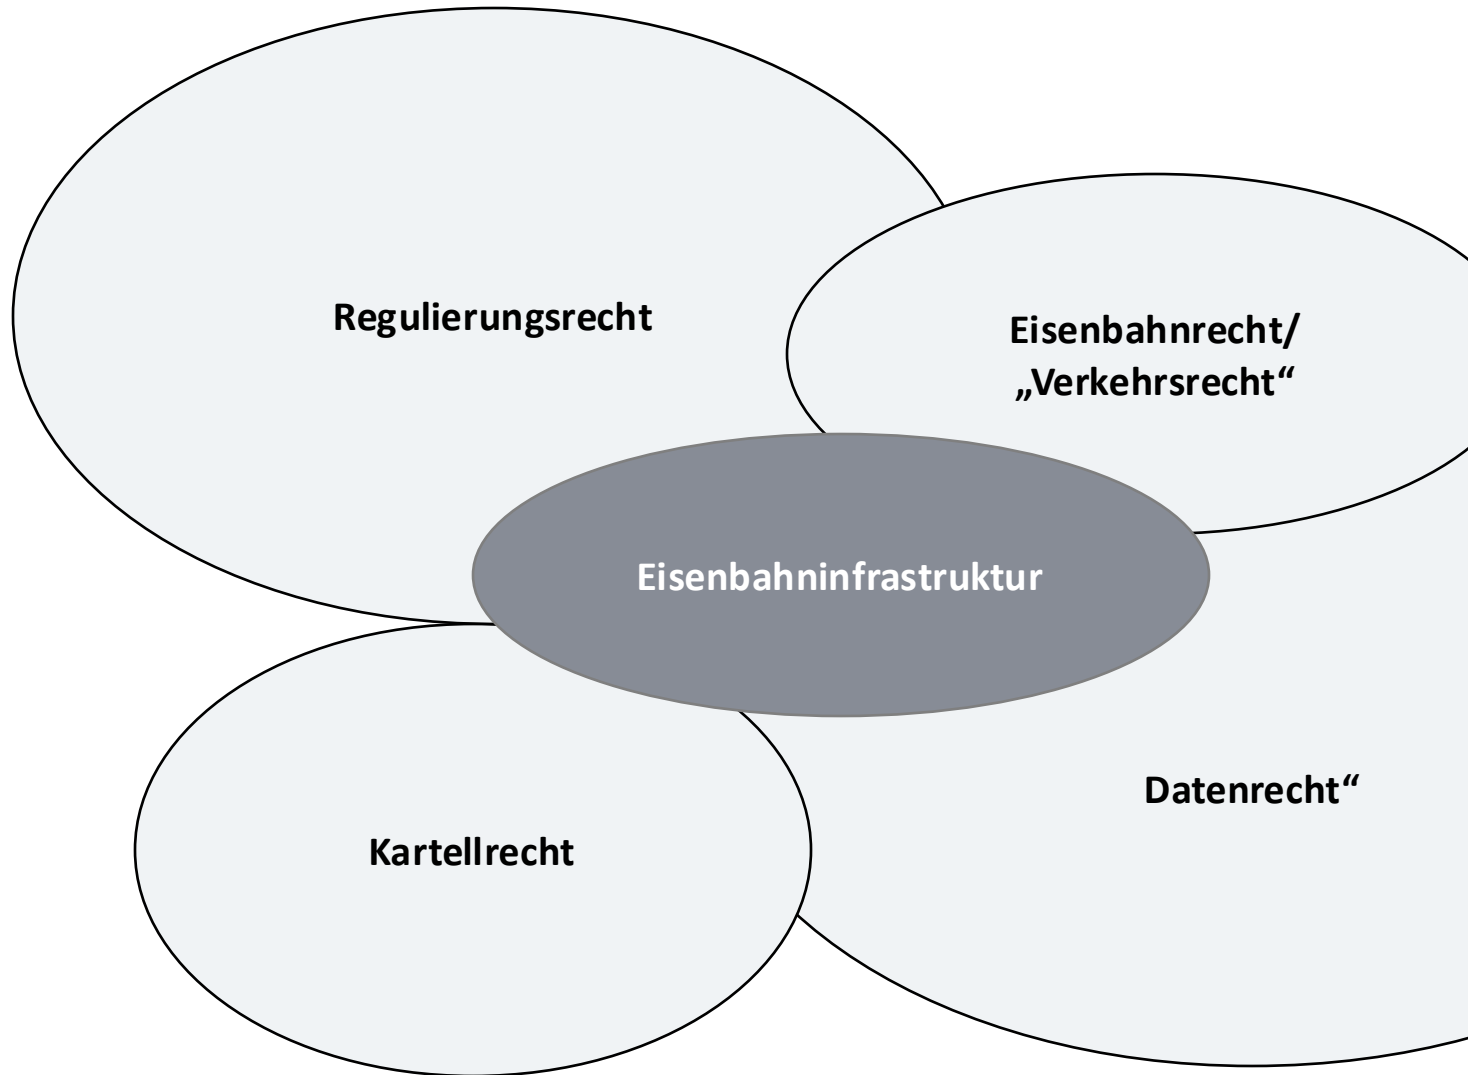 Regulierungsrecht
Eisenbahnrecht/
„Verkehrsrecht“
Eisenbahninfrastruktur
Datenrecht“
Kartellrecht